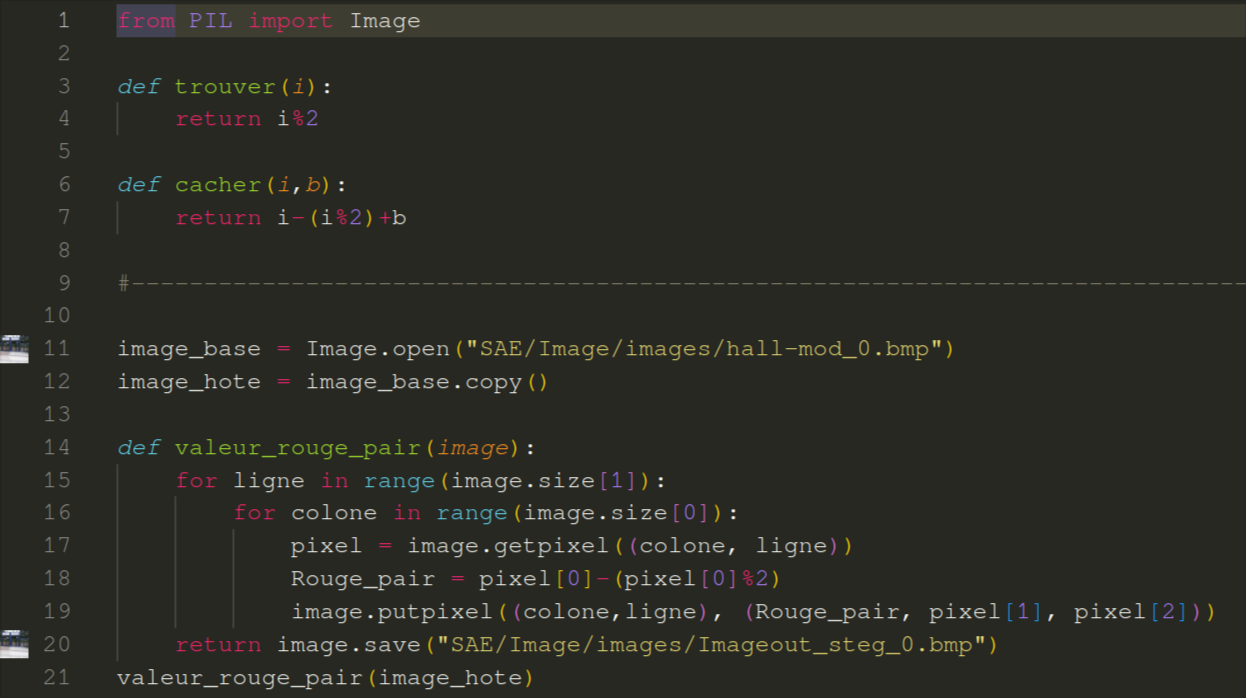 1 from PIL import Image
2
3 def trouver(i):
4     return i%2
5
6 def cacher(i,b):
7     return i-(i%2)+b
8
9 #-----------------------------------------------------------------------------
10
11 image_base = Image.open("SAE/Image/images/hall-mod_0.bmp")
12 image_hote = image_base.copy()
13
14 def valeur_rouge_pair(image):
15     for ligne in range(image.size[1]):
16         for colone in range(image.size[0]):
17             pixel = image.getpixel((colone, ligne))
18             Rouge_pair = pixel[0]-(pixel[0]%2)
19             image.putpixel((colone,ligne), (Rouge_pair, pixel[1], pixel[2]))
20     return image.save("SAE/Image/images/Imageout_steg_0.bmp")
21 valeur_rouge_pair(image_hote)